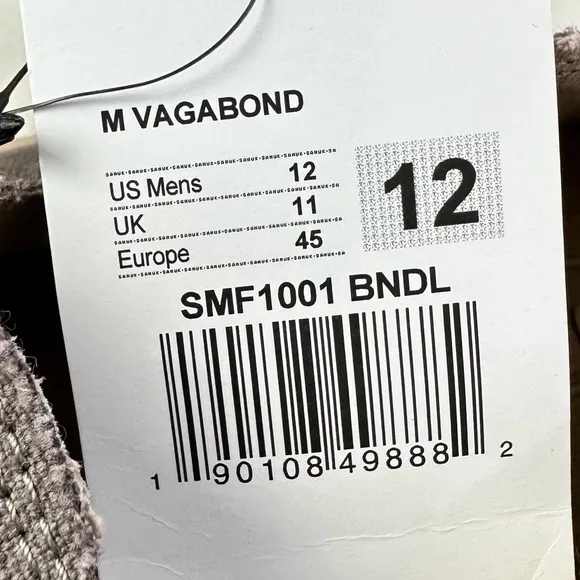 M VAGABOND
US Mens 12
UK 11
Europe 45
12
SMF1001 BNDL
1 90108 49888 2